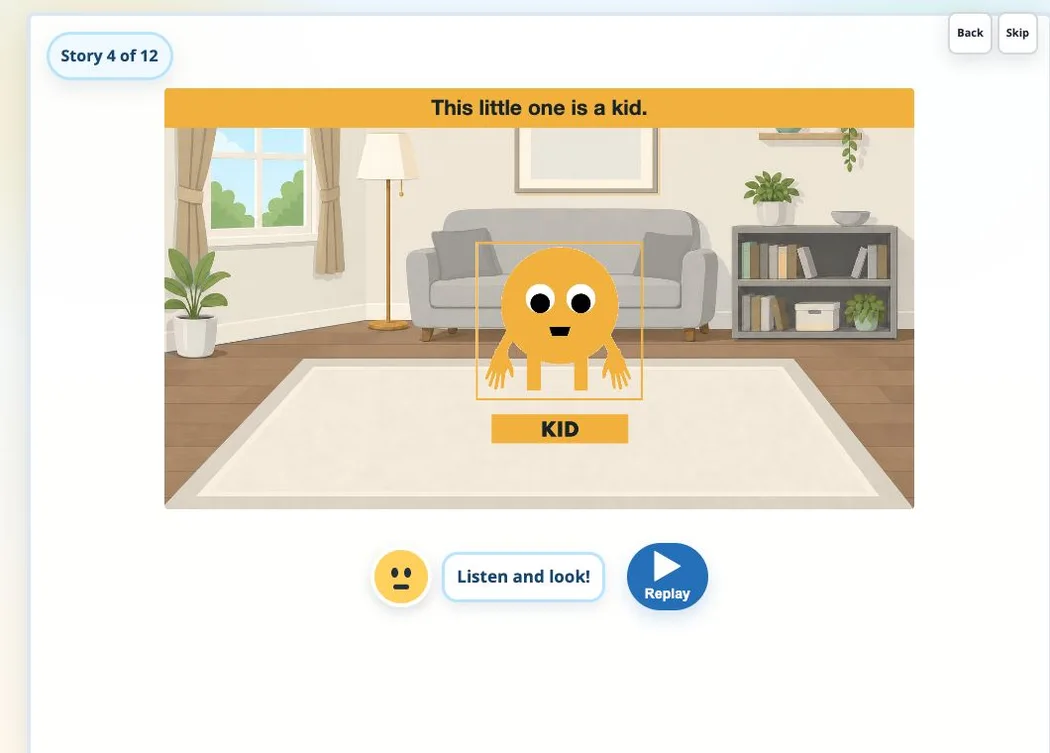 Story 4 of 12
Back
Skip
This little one is a kid.
KID
Listen and look!
Replay